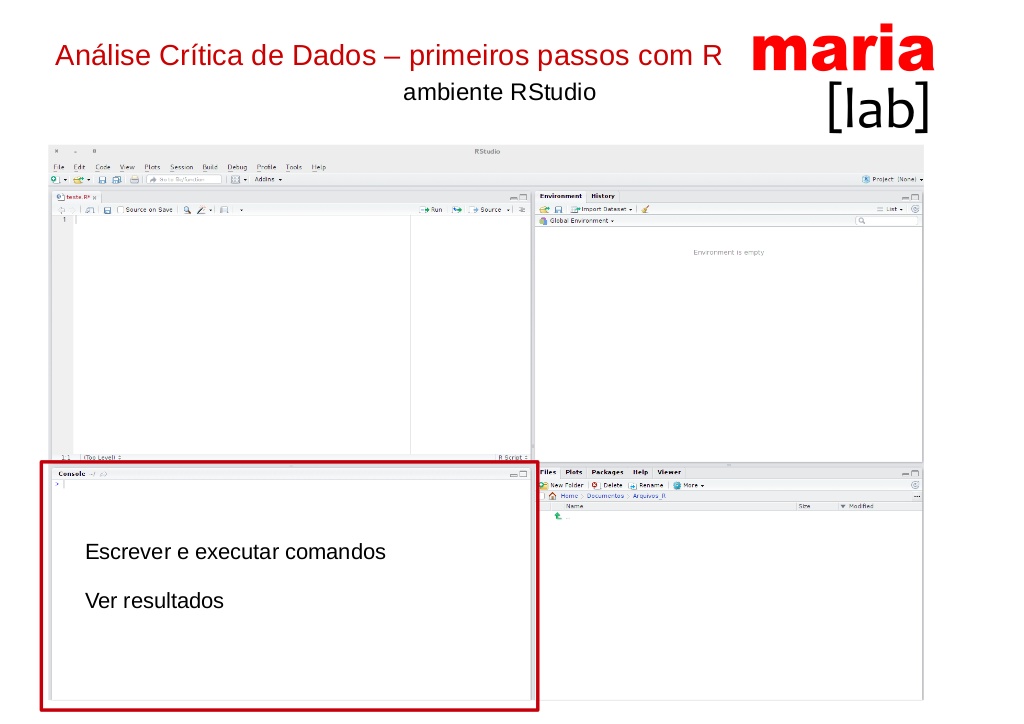 Análise Crítica de Dados – primeiros passos com R
ambiente RStudio
maria
[lab]
RStudio
File Edit Code View Plots Session Build Debug Profile Tools Help
Go to file/function Addins Project: (None)
teste.R*
Source on Save Run Source
1
1:1 (Top Level) R Script
Environment History
Import Dataset List
Global Environment
Environment is empty
Console ~/
>
Escrever e executar comandos
Ver resultados
Files Plots Packages Help Viewer
New Folder Delete Rename More
Home Documentos Arquivos_R ...
Name Size Modified
..